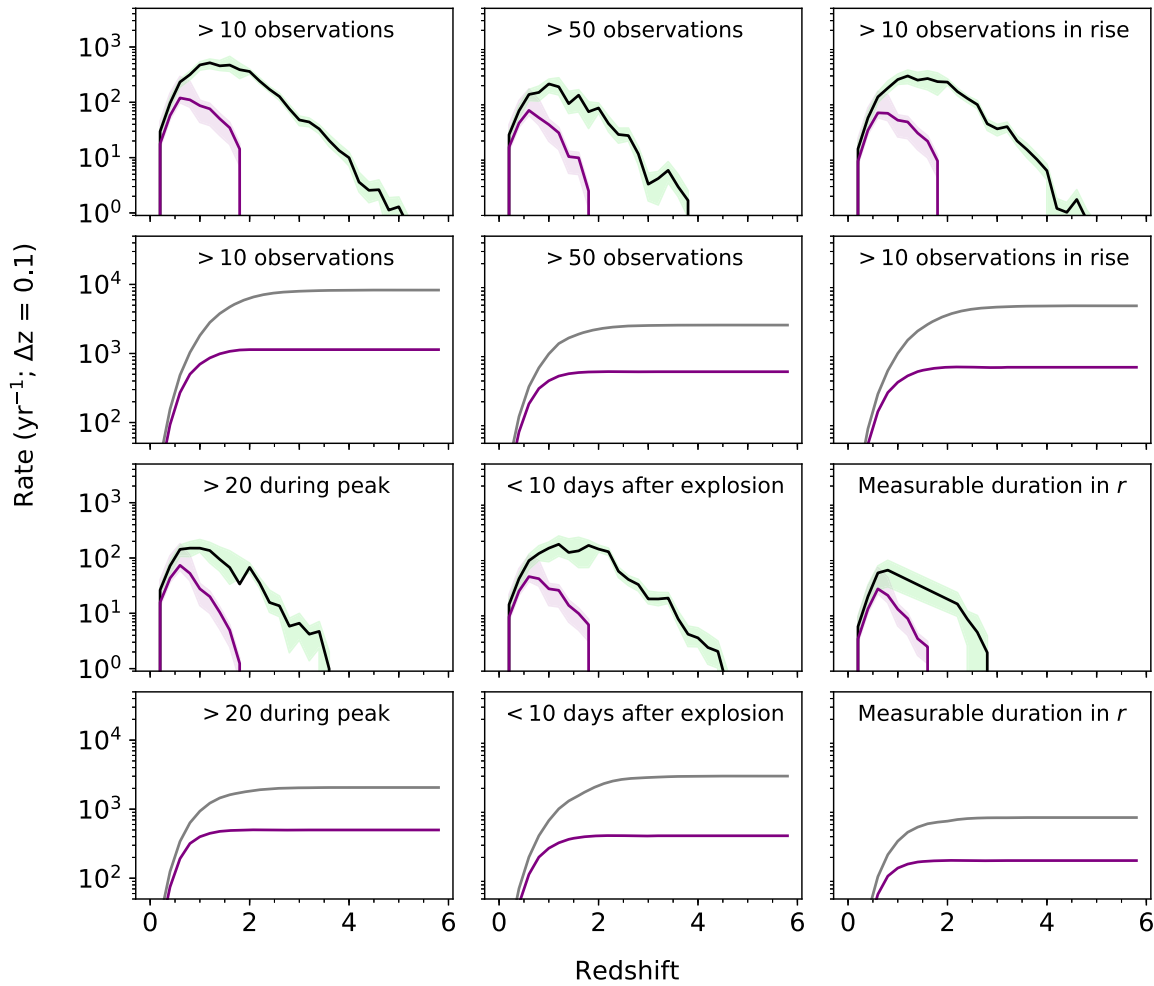 > 10 observations
> 50 observations
> 10 observations in rise
10³
10²
10¹
10⁰
> 10 observations
> 50 observations
> 10 observations in rise
10⁴
10³
10²
Rate (yr⁻¹; Δz = 0.1)
> 20 during peak
< 10 days after explosion
Measurable duration in r
10³
10²
10¹
10⁰
> 20 during peak
< 10 days after explosion
Measurable duration in r
10⁴
10³
10²
0 2 4 6
0 2 4 6
0 2 4 6
Redshift